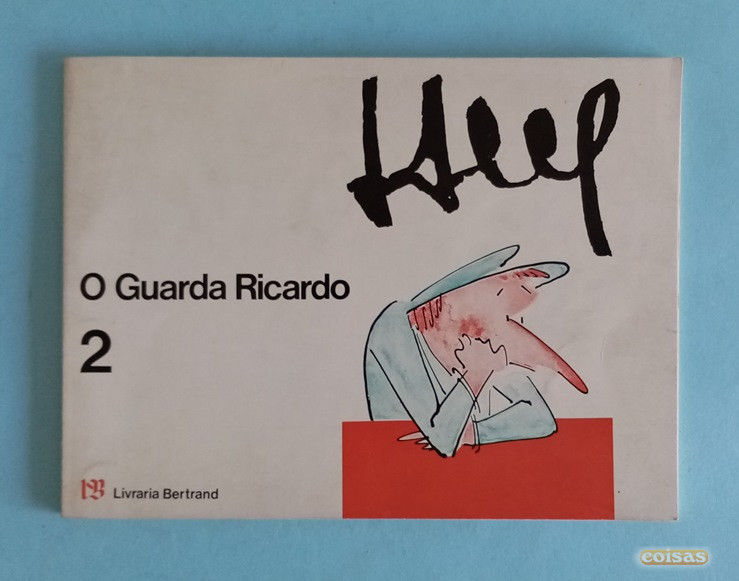 O Guarda Ricardo
2
Livraria Bertrand
coisas